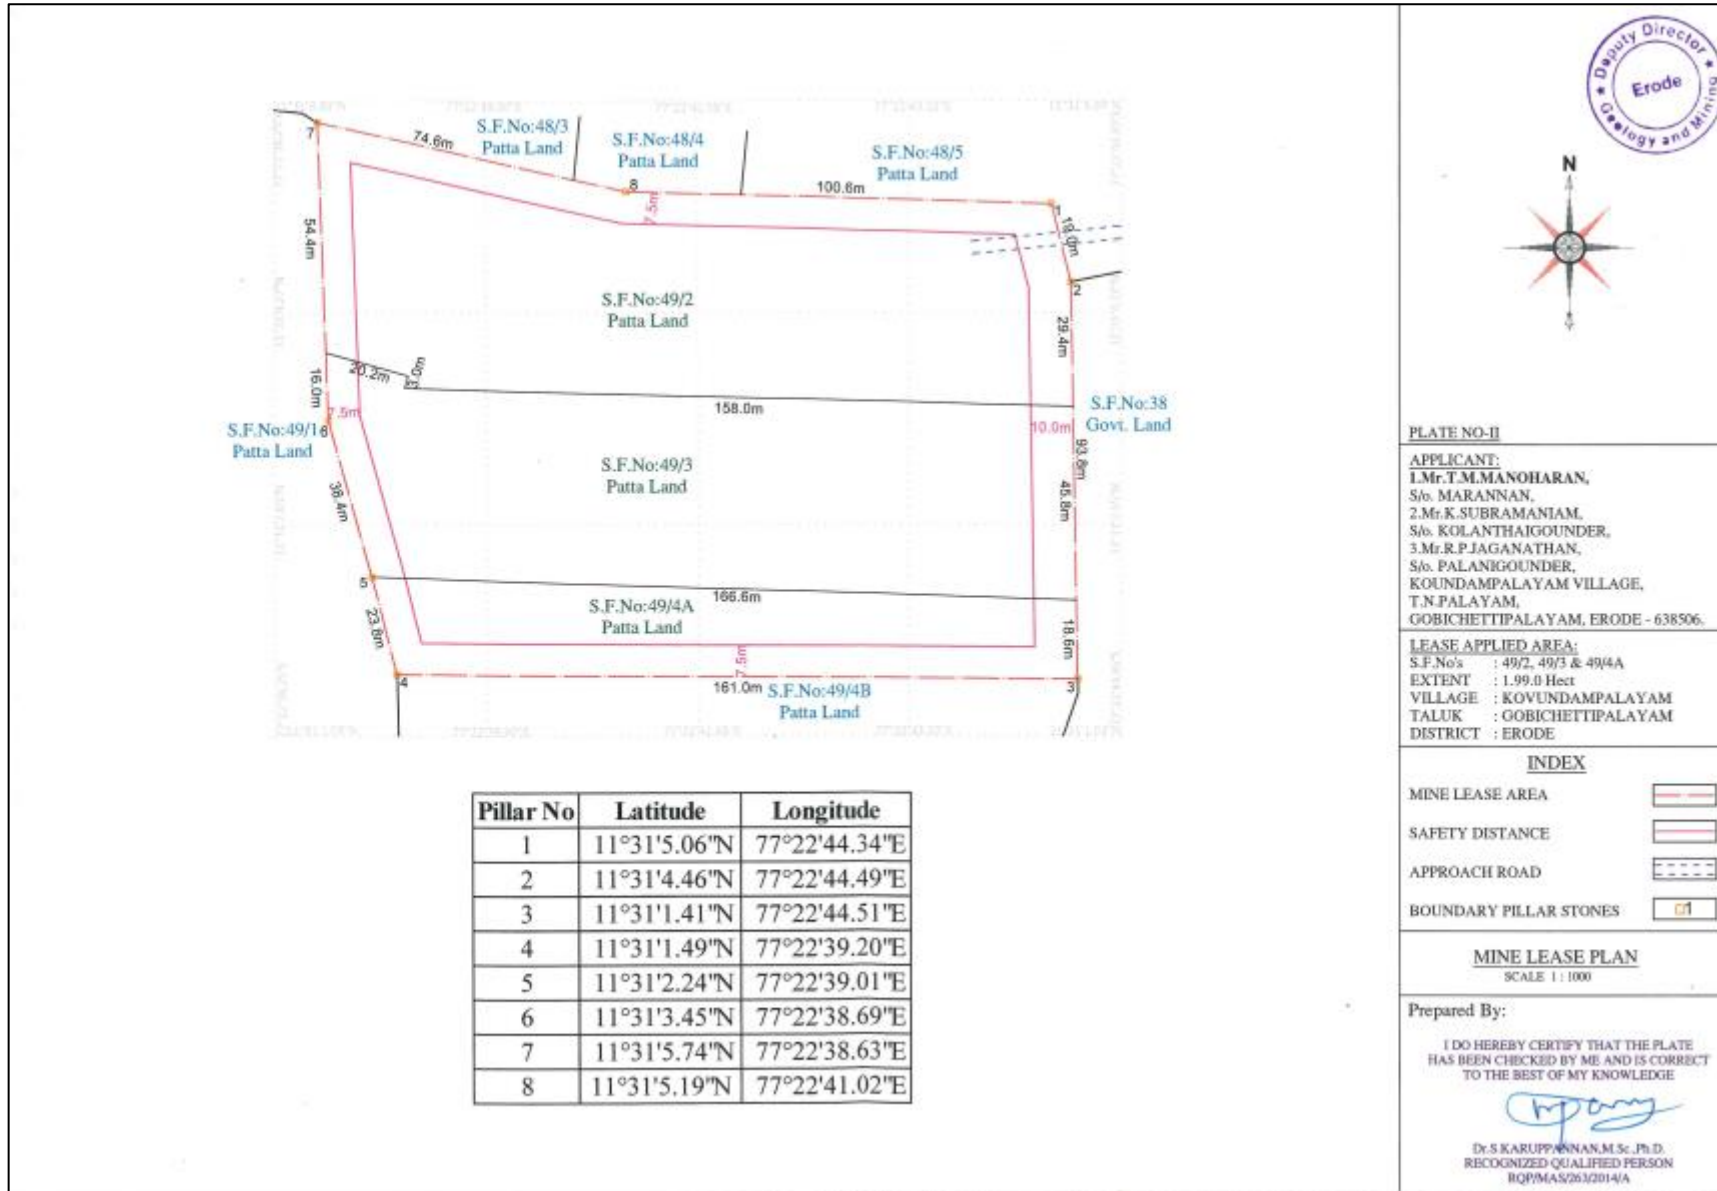 7
74.6m
S.F.No:48/3
Patta Land
S.F.No:48/4
Patta Land
S.F.No:48/5
Patta Land
8
7.5m
100.6m
1
19.0m
2
54.4m
S.F.No:49/2
Patta Land
29.4m
20.2m
3.0m
16.0m
7.5m
158.0m
S.F.No:49/1
Patta Land
6
S.F.No:38
Govt. Land
10.0m
93.8m
45.8m
S.F.No:49/3
Patta Land
36.4m
5
166.6m
S.F.No:49/4A
Patta Land
23.6m
18.6m
7.5m
4
161.0m
S.F.No:49/4B
Patta Land
3
Pillar No Latitude Longitude
1 11°31'5.06"N 77°22'44.34"E
2 11°31'4.46"N 77°22'44.49"E
3 11°31'1.41"N 77°22'44.51"E
4 11°31'1.49"N 77°22'39.20"E
5 11°31'2.24"N 77°22'39.01"E
6 11°31'3.45"N 77°22'38.69"E
7 11°31'5.74"N 77°22'38.63"E
8 11°31'5.19"N 77°22'41.02"E
Deputy Director
Erode
Geology and Mining
N
PLATE NO-II
APPLICANT:
1.Mr.T.M.MANOHARAN,
S/o. MARANNAN,
2.Mr.K.SUBRAMANIAM,
S/o. KOLANTHAIGOUNDER,
3.Mr.R.P.JAGANATHAN,
S/o. PALANIGOUNDER,
KOUNDAMPALAYAM VILLAGE,
T.N.PALAYAM,
GOBICHETTIPALAYAM, ERODE - 638506.
LEASE APPLIED AREA:
S.F.No's : 49/2, 49/3 & 49/4A
EXTENT : 1.99.0 Hect
VILLAGE : KOVUNDAMPALAYAM
TALUK : GOBICHETTIPALAYAM
DISTRICT : ERODE
INDEX
MINE LEASE AREA
SAFETY DISTANCE
APPROACH ROAD
BOUNDARY PILLAR STONES 1
MINE LEASE PLAN
SCALE 1 : 1000
Prepared By:
I DO HEREBY CERTIFY THAT THE PLATE
HAS BEEN CHECKED BY ME AND IS CORRECT
TO THE BEST OF MY KNOWLEDGE
Dr.S.KARUPPANNAN,M.Sc.,Ph.D.
RECOGNIZED QUALIFIED PERSON
RQP/MAS/263/2014/A